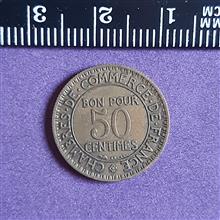 1 2 3
CHAMBRES·DE·COMMERCE·DE·FRANCE
BON POUR
50
CENTIMES